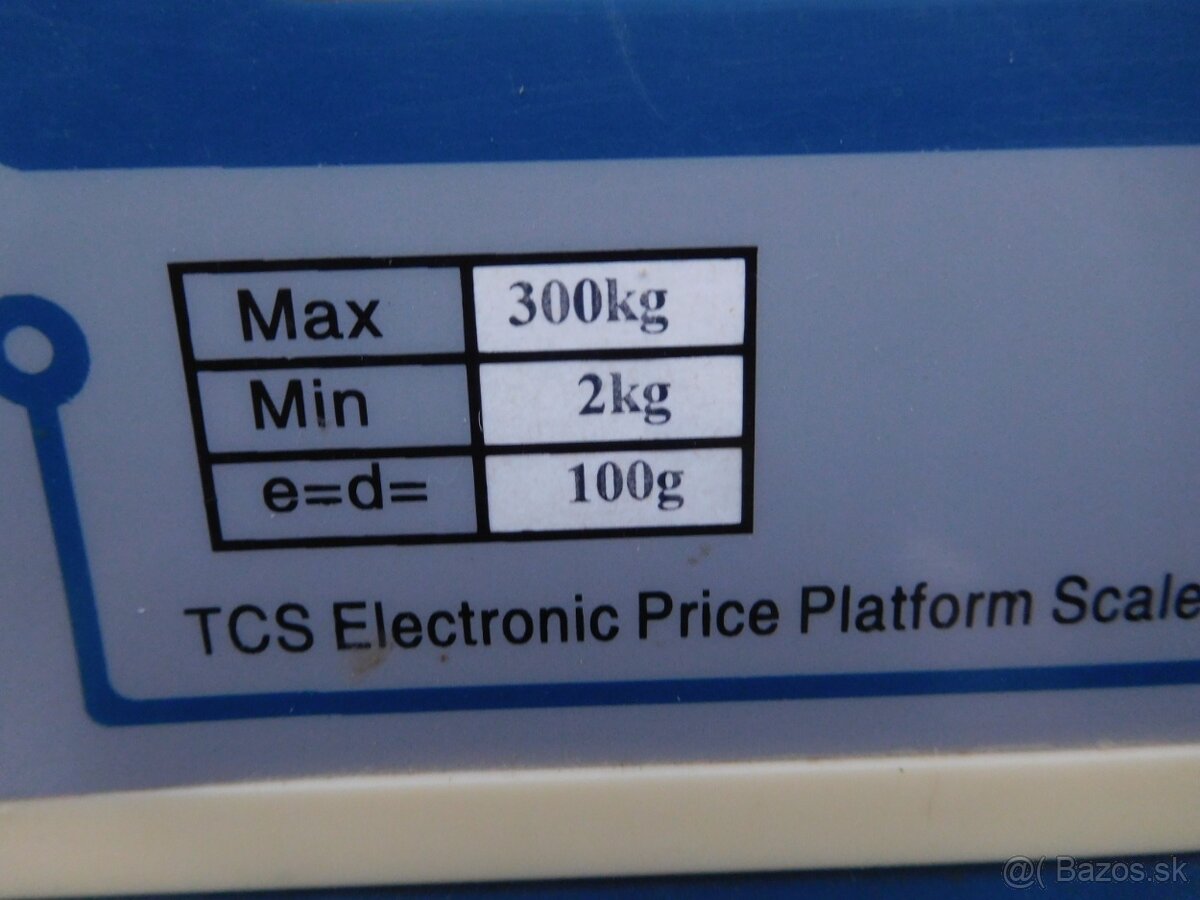 Max 300kg
Min 2kg
e=d= 100g
TCS Electronic Price Platform Scale
@( Bazos.sk